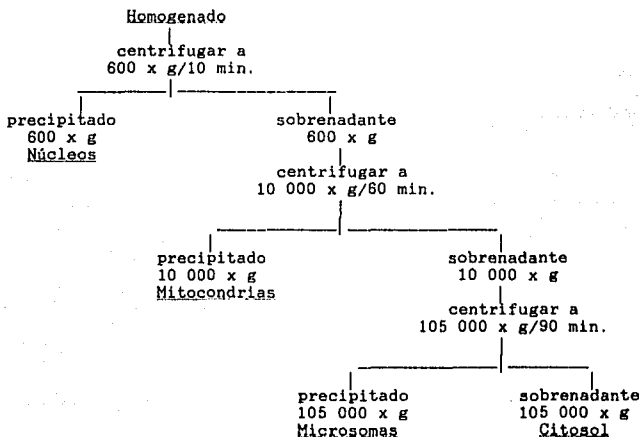 Homogenado
centrifugar a
600 x g/10 min.
precipitado
600 x g
Núcleos
sobrenadante
600 x g
centrifugar a
10 000 x g/60 min.
precipitado
10 000 x g
Mitocondrias
sobrenadante
10 000 x g
centrifugar a
105 000 x g/90 min.
precipitado
105 000 x g
Microsomas
sobrenadante
105 000 x g
Citosol